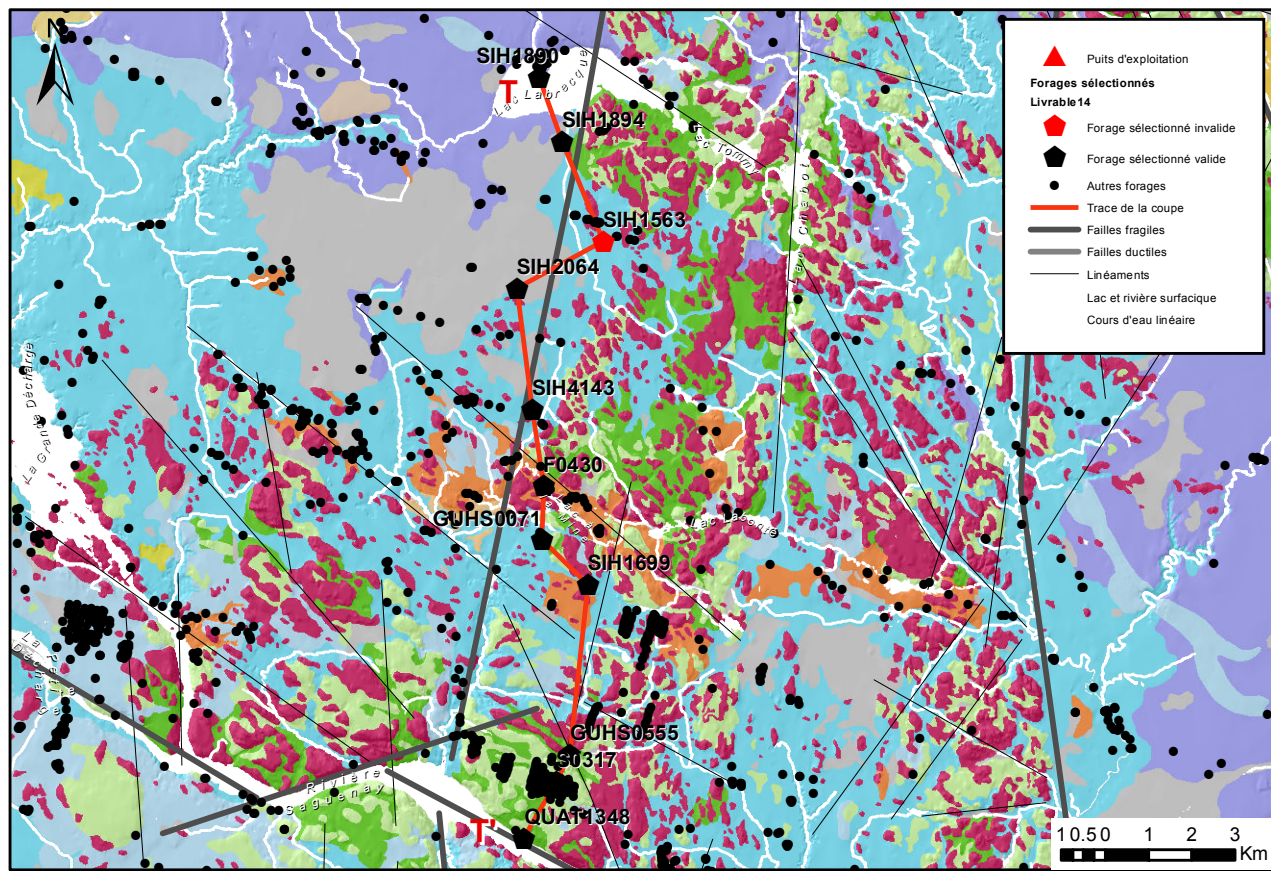 N
SIH1890
T
Lac Labrecque
SIH1894
Lac Tommy
Lac Chabot
SIH1563
SIH2064
La Grande Décharge
SIH4143
F0430
GUHS0071
Lac Labonté
SIH1699
La Petite Décharge
GUHS0555
S0317
Rivière Saguenay
QUAT1348
T'
Puits d'exploitation
Forages sélectionnés
Livrable14
Forage sélectionné invalide
Forage sélectionné valide
Autres forages
Trace de la coupe
Failles fragiles
Failles ductiles
Linéaments
Lac et rivière surfacique
Cours d'eau linéaire
1 0.5 0 1 2 3
Km